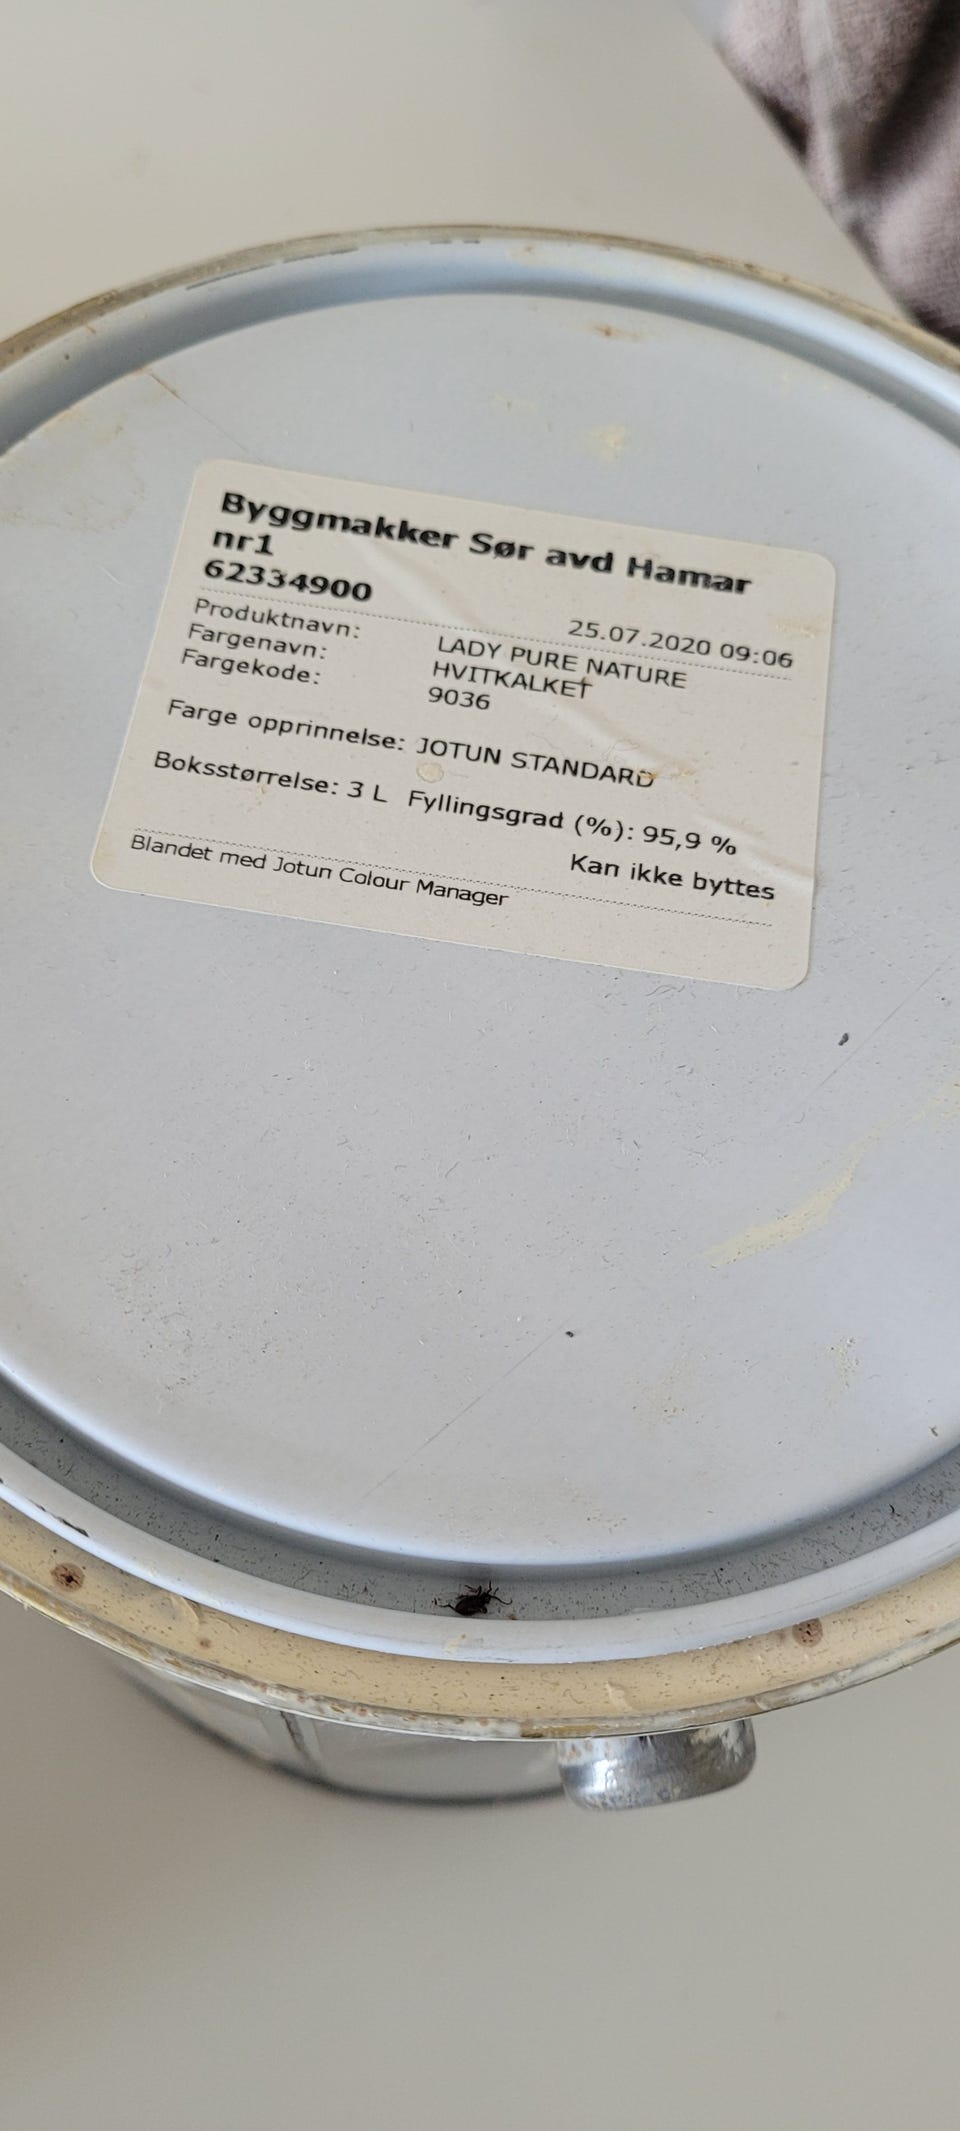 Byggmakker Sør avd Hamar
nr1
62334900
25.07.2020 09:06
Produktnavn: LADY PURE NATURE
Fargenavn: HVITKALKET
Fargekode: 9036
Farge opprinnelse: JOTUN STANDARD
Boksstørrelse: 3 L Fyllingsgrad (%): 95,9 %
Kan ikke byttes
Blandet med Jotun Colour Manager